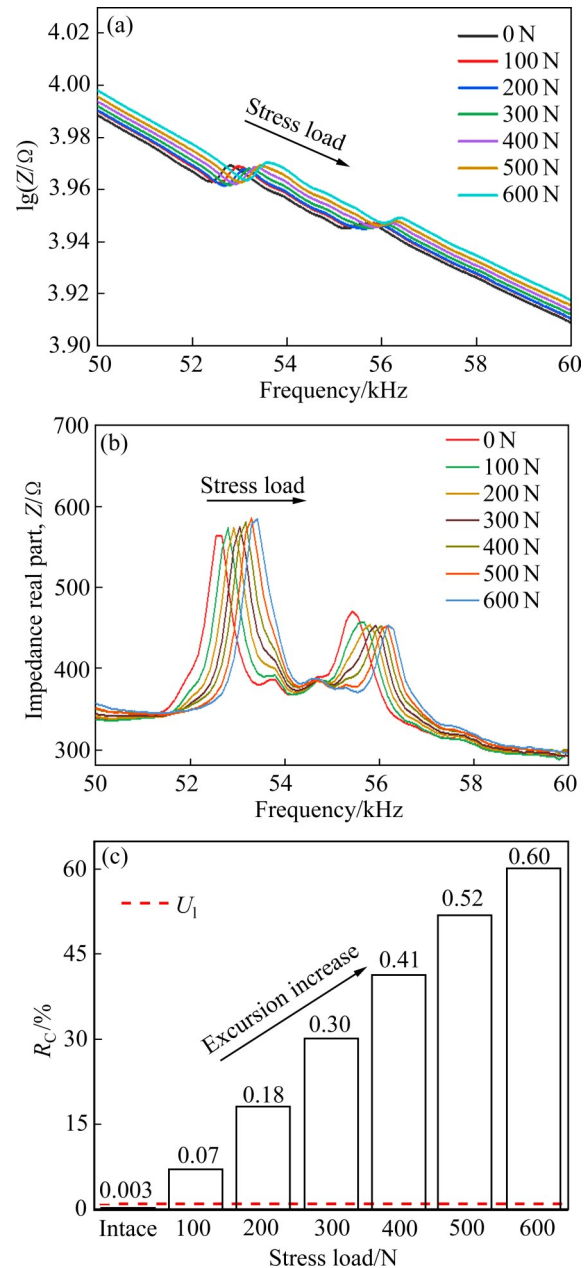 (a)
4.02
4.00
3.98
3.96
3.94
3.92
3.90
lg(Z/Ω)
Stress load
0 N
100 N
200 N
300 N
400 N
500 N
600 N
50 52 54 56 58 60
Frequency/kHz
(b)
700
600
500
400
300
Impedance real part, Z/Ω
Stress load
0 N
100 N
200 N
300 N
400 N
500 N
600 N
50 52 54 56 58 60
Frequency/kHz
(c)
60
45
30
15
0
R_C/%
U_1
Excursion increase
0.003 0.07 0.18 0.30 0.41 0.52 0.60
Intace 100 200 300 400 500 600
Stress load/N